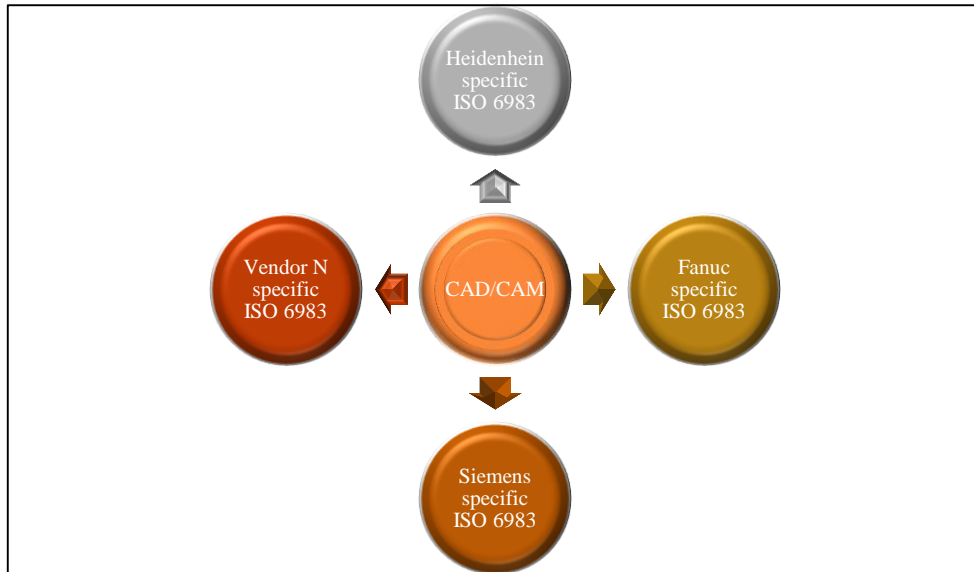 Heidenhein
specific
ISO 6983
Vendor N
specific
ISO 6983
CAD/CAM
Fanuc
specific
ISO 6983
Siemens
specific
ISO 6983